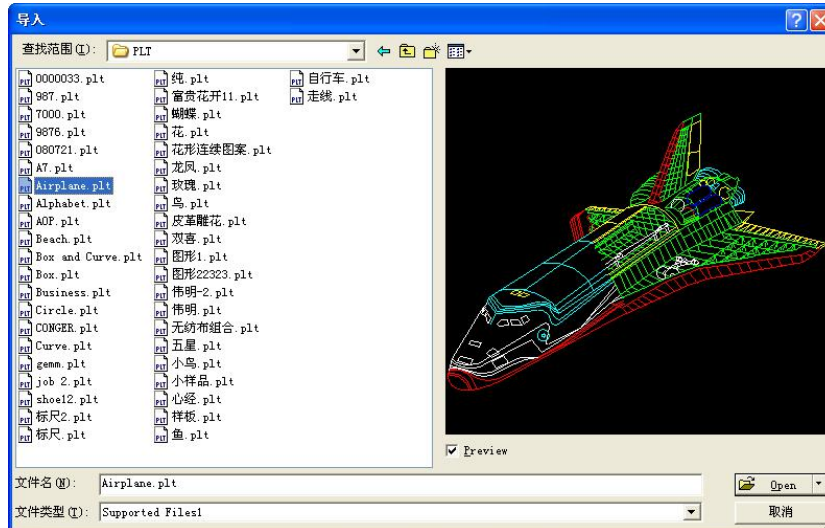 导入
查找范围(I):
PLT
0000033.plt
987.plt
7000.plt
9876.plt
080721.plt
A7.plt
Airplane.plt
Alphabet.plt
AOP.plt
Beach.plt
Box and Curve.plt
Box.plt
Business.plt
Circle.plt
CONGER.plt
Curve.plt
gemm.plt
job 2.plt
shoe12.plt
标尺2.plt
标尺.plt
纯.plt
富贵花开11.plt
蝴蝶.plt
花.plt
花形连续图案.plt
龙凤.plt
玫瑰.plt
鸟.plt
皮革雕花.plt
双喜.plt
图形1.plt
图形22323.plt
伟明-2.plt
伟明.plt
无纺布组合.plt
五星.plt
小鸟.plt
小样品.plt
心经.plt
样板.plt
鱼.plt
自行车.plt
走线.plt
Preview
文件名(N):
Airplane.plt
Open
文件类型(T):
Supported Files1
取消